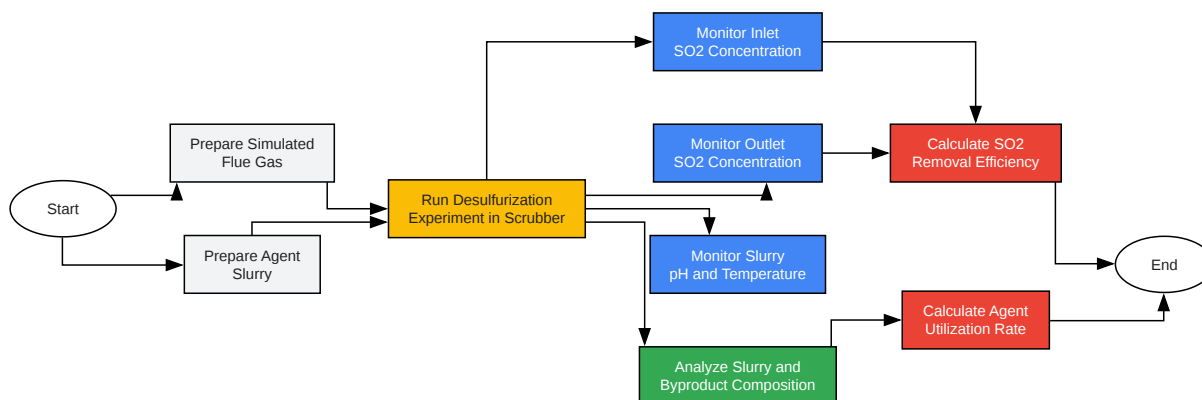 Monitor Inlet
SO2 Concentration
Prepare Simulated
Flue Gas
Monitor Outlet
SO2 Concentration
Calculate SO2
Removal Efficiency
Start
Run Desulfurization
Experiment in Scrubber
Prepare Agent
Slurry
Monitor Slurry
pH and Temperature
End
Calculate Agent
Utilization Rate
Analyze Slurry and
Byproduct Composition